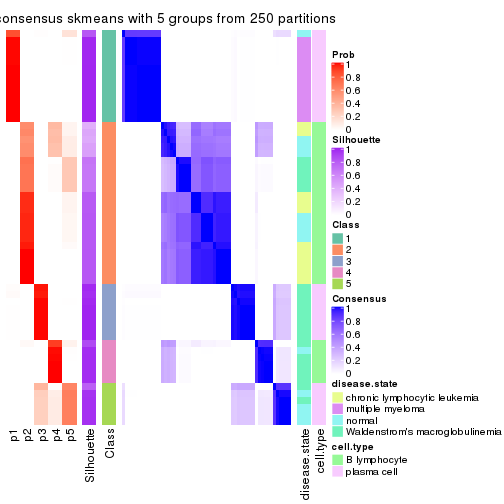 consensus skmeans with 5 groups from 250 partitions
Prob
1
0.8
0.6
0.4
0.2
0
Silhouette
1
0.8
0.6
0.4
0.2
0
Class
1
2
3
4
5
Consensus
1
0.8
0.6
0.4
0.2
0
disease.state
chronic lymphocytic leukemia
multiple myeloma
normal
Waldenstrom's macroglobulinemia
cell.type
B lymphocyte
plasma cell
p1
p2
p3
p4
p5
Silhouette
Class
disease.state
cell.type